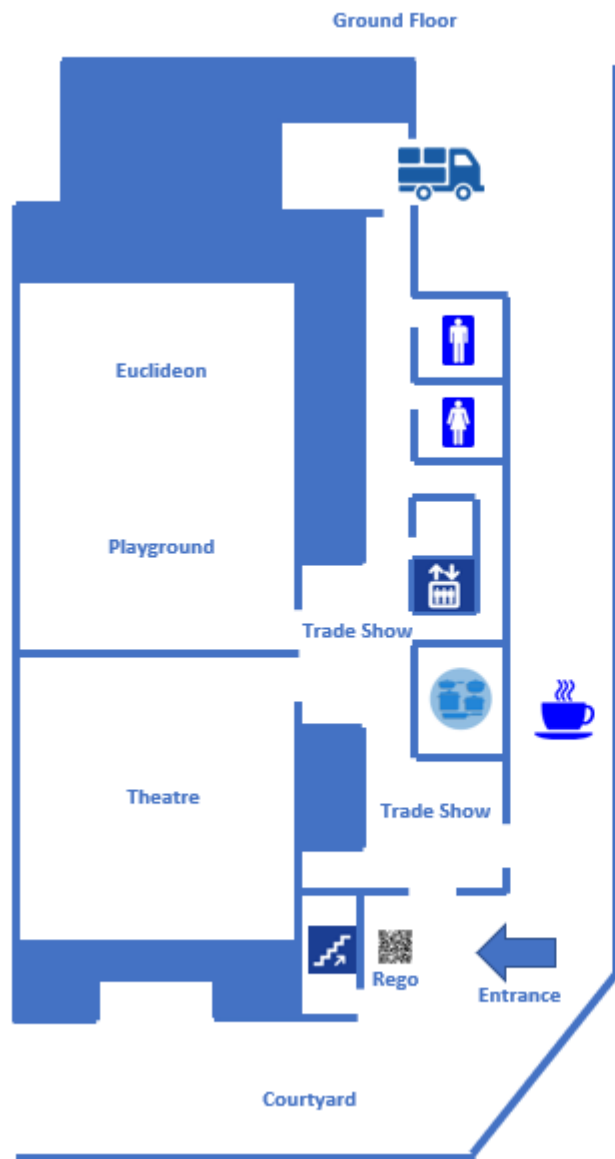 Ground Floor
Euclideon
Playground
Trade Show
Theatre
Trade Show
Rego
Entrance
Courtyard